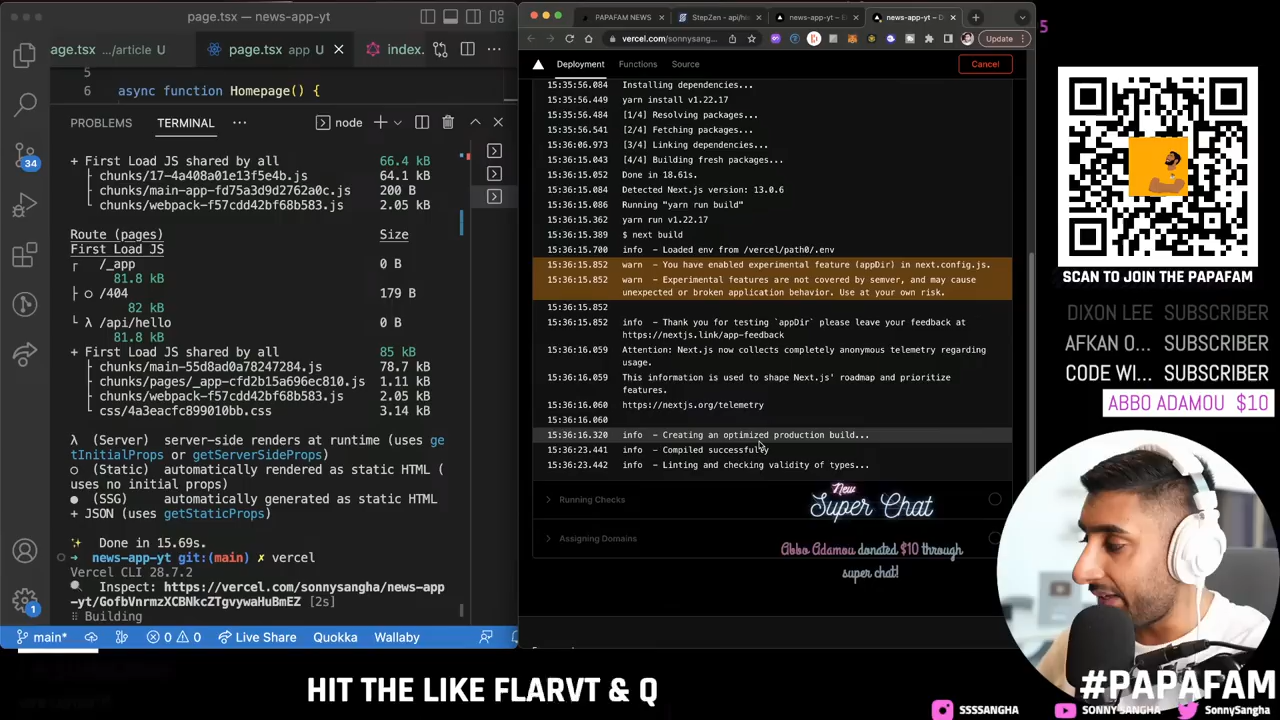 page.tsx — news-app-yt
age.tsx .../article U
page.tsx app U
index.
5
6 async function Homepage() {
PROBLEMS
TERMINAL
node
+ First Load JS shared by all 66.4 kB
├ chunks/17-4a408a01e13f5e4b.js 64.1 kB
├ chunks/main-app-fd75a3d9d2762a0c.js 200 B
└ chunks/webpack-f57cdd42bf68b583.js 2.05 kB
Route (pages) Size
First Load JS
┌ /_app 0 B
81.8 kB
├ ○ /404 179 B
82 kB
└ λ /api/hello 0 B
81.8 kB
+ First Load JS shared by all 85 kB
├ chunks/main-55d8ad0a78247284.js 78.7 kB
├ chunks/pages/_app-cfd2b15a696ec810.js 1.11 kB
├ chunks/webpack-f57cdd42bf68b583.js 2.05 kB
└ css/4a3eacfc899010bb.css 3.14 kB
λ (Server) server-side renders at runtime (uses ge
tInitialProps or getServerSideProps)
○ (Static) automatically rendered as static HTML (
uses no initial props)
● (SSG) automatically generated as static HTML
+ JSON (uses getStaticProps)
✨ Done in 15.69s.
➜ news-app-yt git:(main) ✗ vercel
Vercel CLI 28.7.2
🔍 Inspect: https://vercel.com/sonnysangha/news-app
-yt/GofbVnrmzXCBNkcZTgvywaHuBmEZ [2s]
⠸ Building
34
1
main*
0 0
Live Share
Quokka
Wallaby
PAPAFAM NEWS
StepZen - api/hi
news-app-yt – E
news-app-yt – D
vercel.com/sonnysang...
Update
Deployment
Functions
Source
Cancel
15:35:56.084 Installing dependencies...
15:35:56.449 yarn install v1.22.17
15:35:56.484 [1/4] Resolving packages...
15:35:56.541 [2/4] Fetching packages...
15:36:06.973 [3/4] Linking dependencies...
15:36:15.043 [4/4] Building fresh packages...
15:36:15.052 Done in 18.61s.
15:36:15.084 Detected Next.js version: 13.0.6
15:36:15.086 Running "yarn run build"
15:36:15.362 yarn run v1.22.17
15:36:15.389 $ next build
15:36:15.700 info - Loaded env from /vercel/path0/.env
15:36:15.852 warn - You have enabled experimental feature (appDir) in next.config.js.
15:36:15.852 warn - Experimental features are not covered by semver, and may cause
unexpected or broken application behavior. Use at your own risk.
15:36:15.852
15:36:15.852 info - Thank you for testing `appDir` please leave your feedback at
https://nextjs.link/app-feedback
15:36:16.059 Attention: Next.js now collects completely anonymous telemetry regarding
usage.
15:36:16.059 This information is used to shape Next.js' roadmap and prioritize
features.
15:36:16.060 https://nextjs.org/telemetry
15:36:16.060
15:36:16.320 info - Creating an optimized production build...
15:36:23.441 info - Compiled successfully
15:36:23.442 info - Linting and checking validity of types...
Running Checks
Assigning Domains
New
Super Chat
Abbo Adamou donated $10 through
super chat!
5
SCAN TO JOIN THE PAPAFAM
DIXON LEE SUBSCRIBER
AFKAN O... SUBSCRIBER
CODE WI... SUBSCRIBER
ABBO ADAMOU $10
HIT THE LIKE FLARVT & Q
#PAPAFAM
SSSSANGHA
SONNY SANGHA
SonnySangha